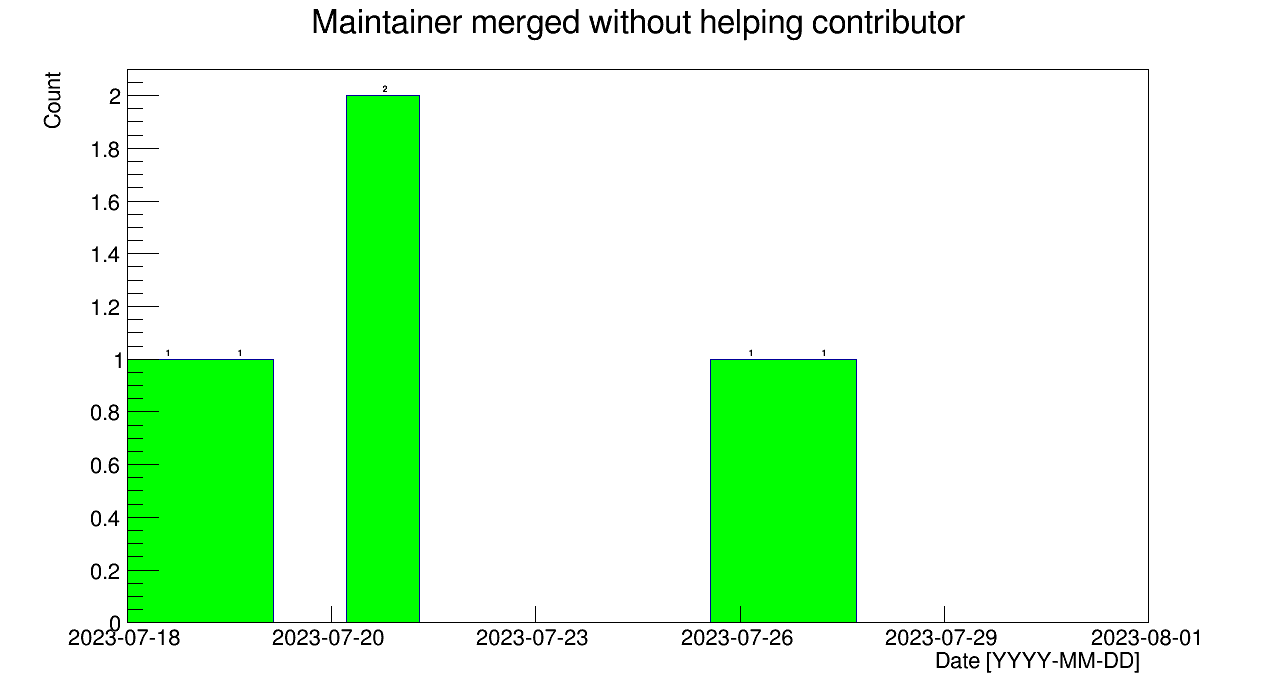 Maintainer merged without helping contributor
Count
2
1.8
1.6
1.4
1.2
1
0.8
0.6
0.4
0.2
0
1 1 2 1 1
2023-07-18 2023-07-20 2023-07-23 2023-07-26 2023-07-29 2023-08-01
Date [YYYY-MM-DD]